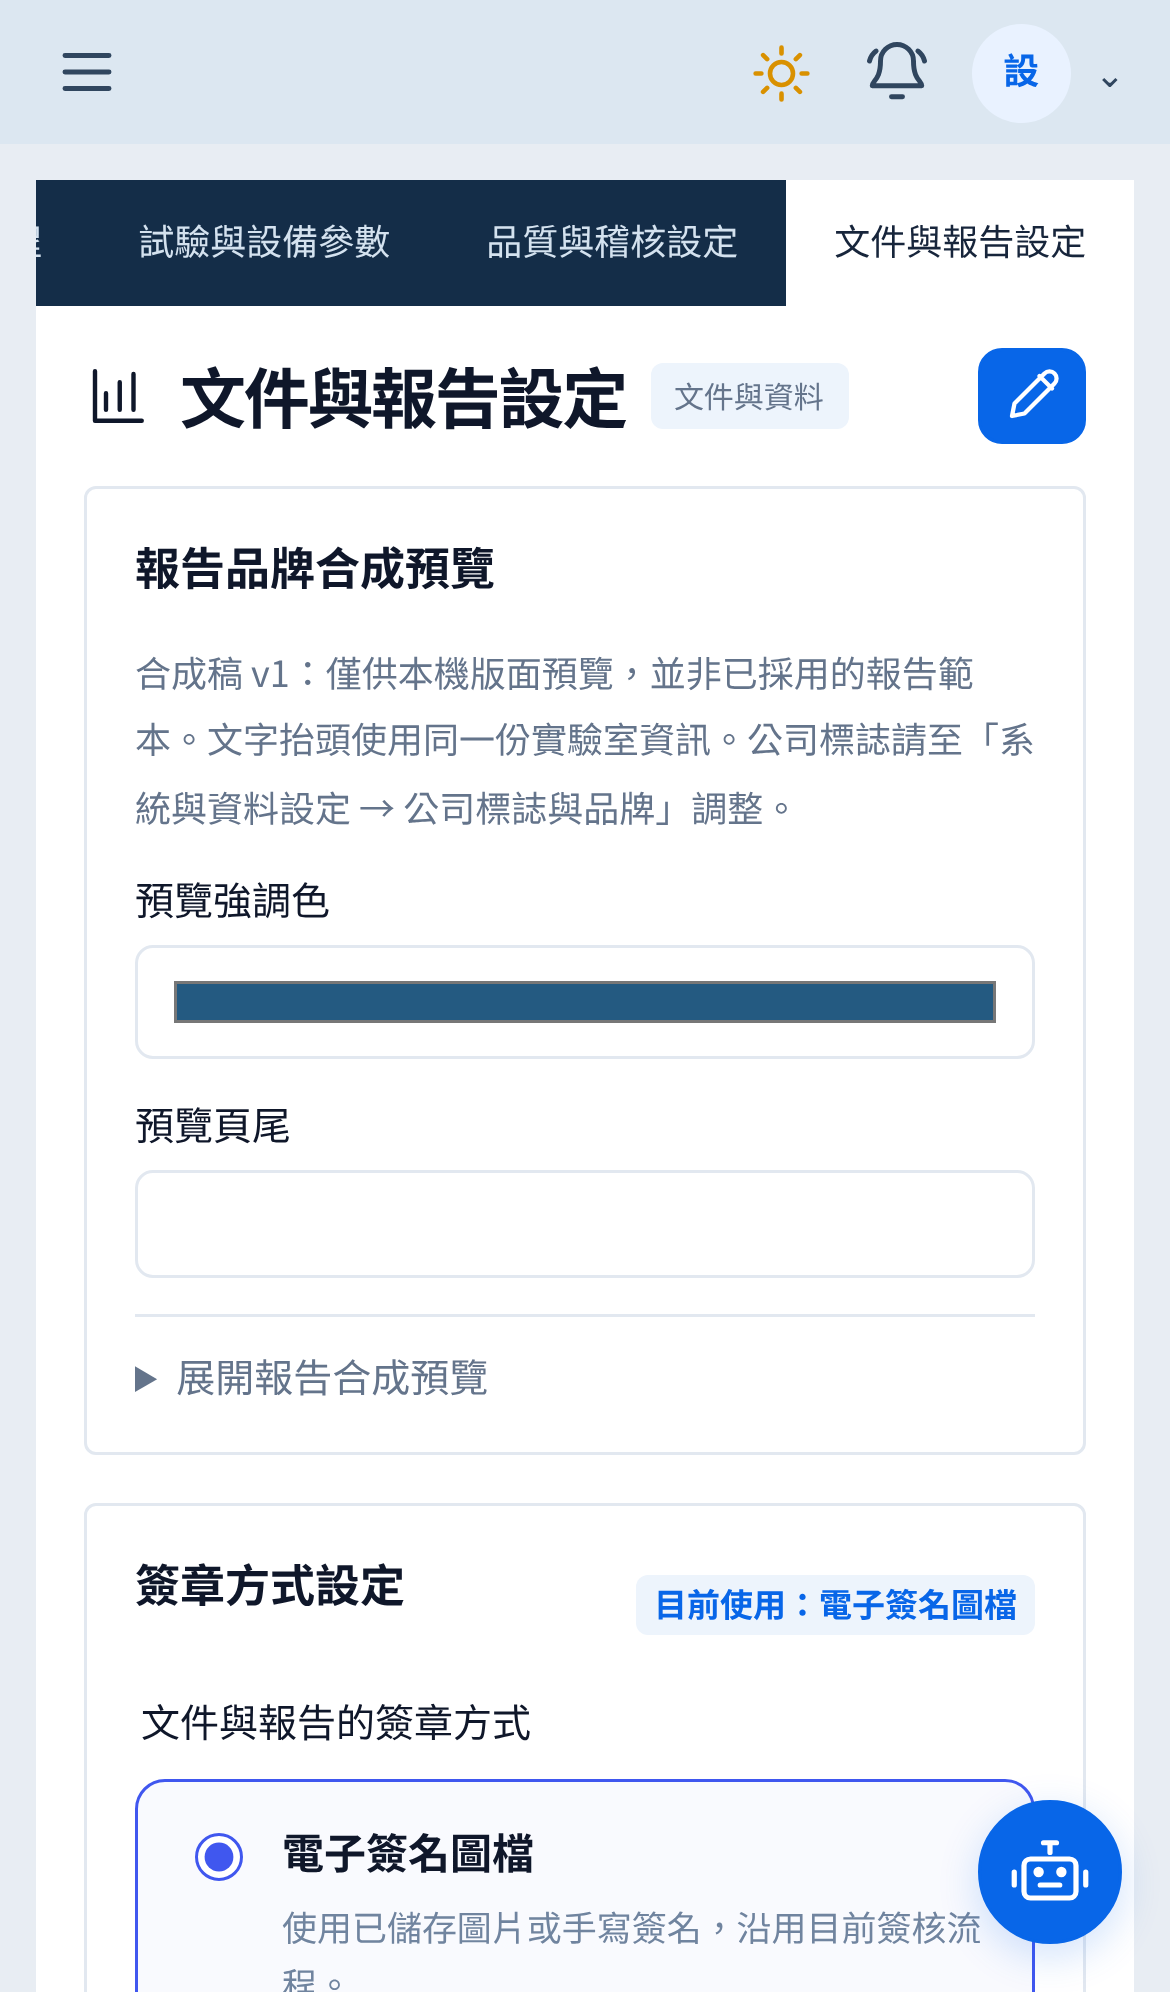 設
試驗與設備參數
品質與稽核設定
文件與報告設定
文件與報告設定
文件與資料
報告品牌合成預覽
合成稿 v1：僅供本機版面預覽，並非已採用的報告範
本。文字抬頭使用同一份實驗室資訊。公司標誌請至「系
統與資料設定 → 公司標誌與品牌」調整。
預覽強調色
預覽頁尾
展開報告合成預覽
簽章方式設定
目前使用：電子簽名圖檔
文件與報告的簽章方式
電子簽名圖檔
使用已儲存圖片或手寫簽名，沿用目前簽核流
程。